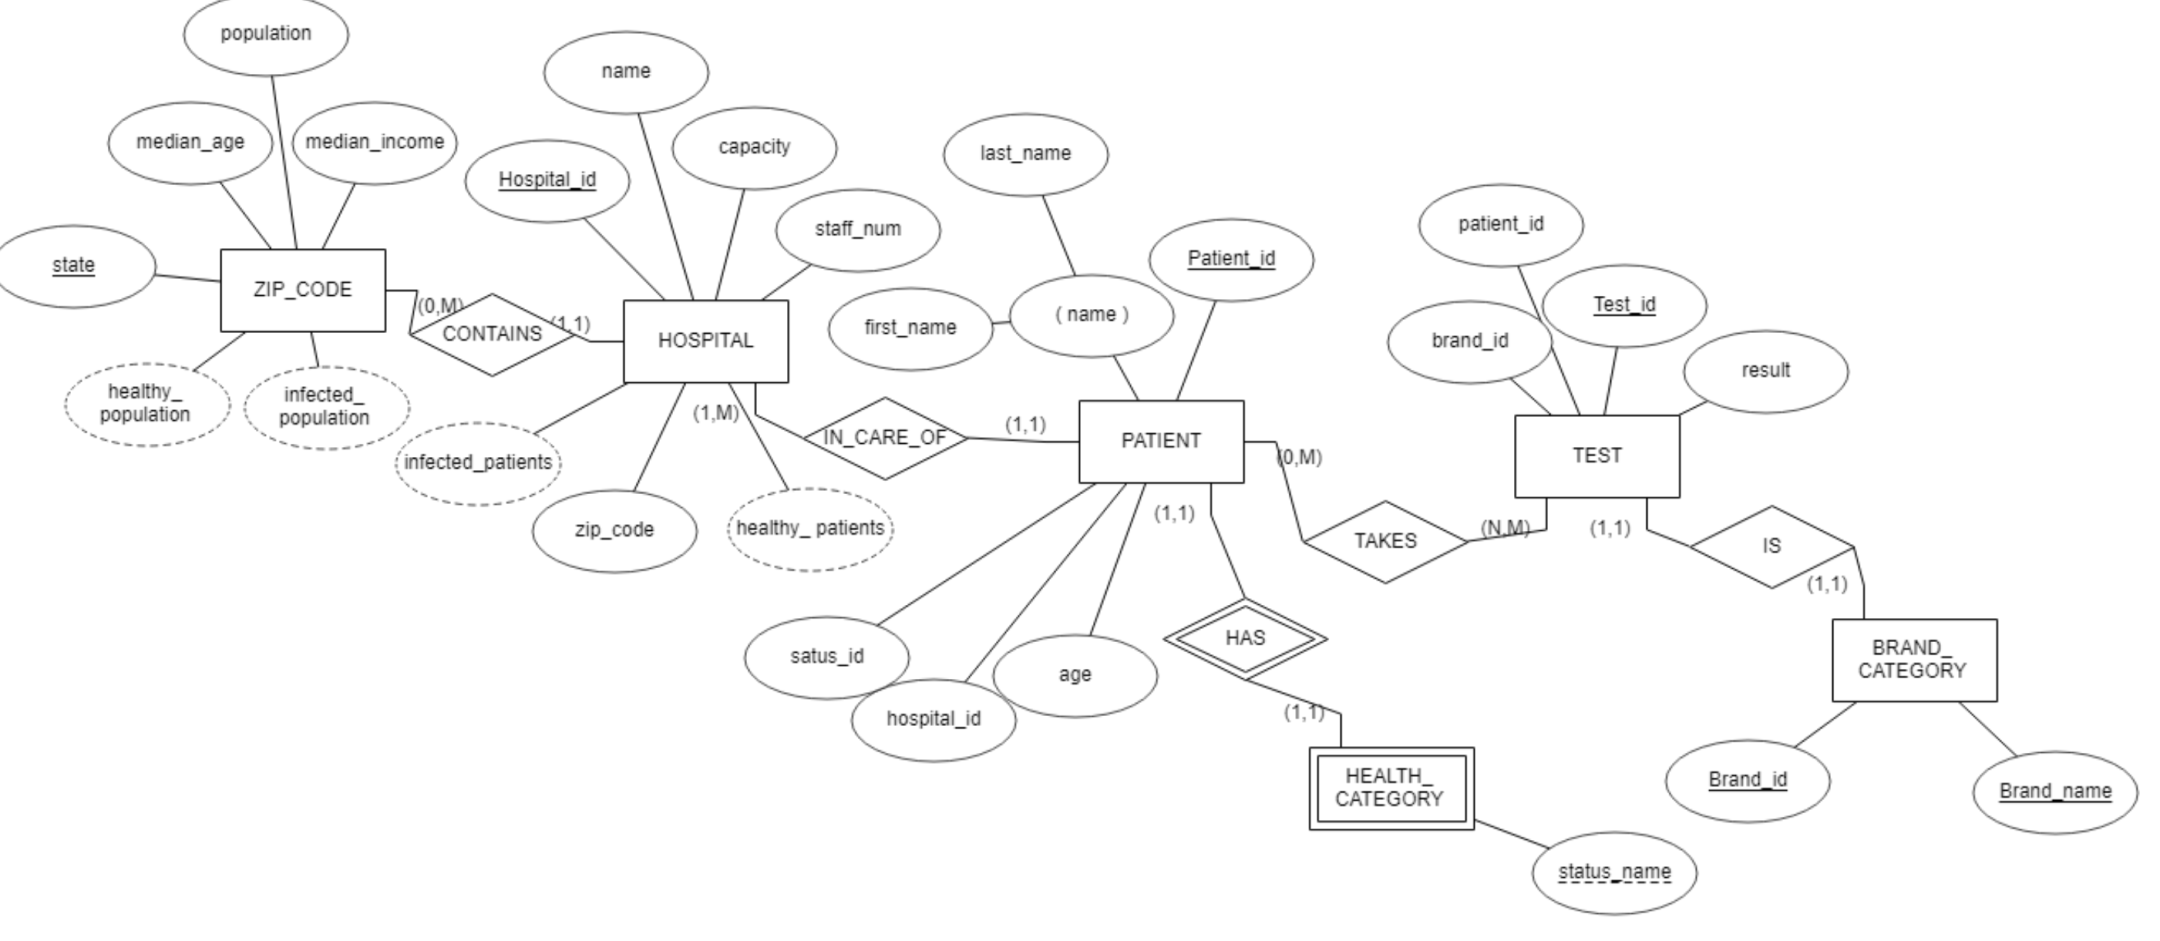 population
name
median_age
median_income
capacity
last_name
Hospital_id
staff_num
patient_id
Patient_id
state
ZIP_CODE
(0,M)
CONTAINS
(1,1)
HOSPITAL
first_name
( name )
Test_id
brand_id
result
healthy_
population
infected_
population
(1,M)
IN_CARE_OF
(1,1)
PATIENT
(0,M)
TEST
infected_patients
zip_code
healthy_ patients
(1,1)
TAKES
(N,M)
(1,1)
IS
(1,1)
satus_id
hospital_id
age
HAS
(1,1)
BRAND_
CATEGORY
HEALTH_
CATEGORY
Brand_id
Brand_name
status_name